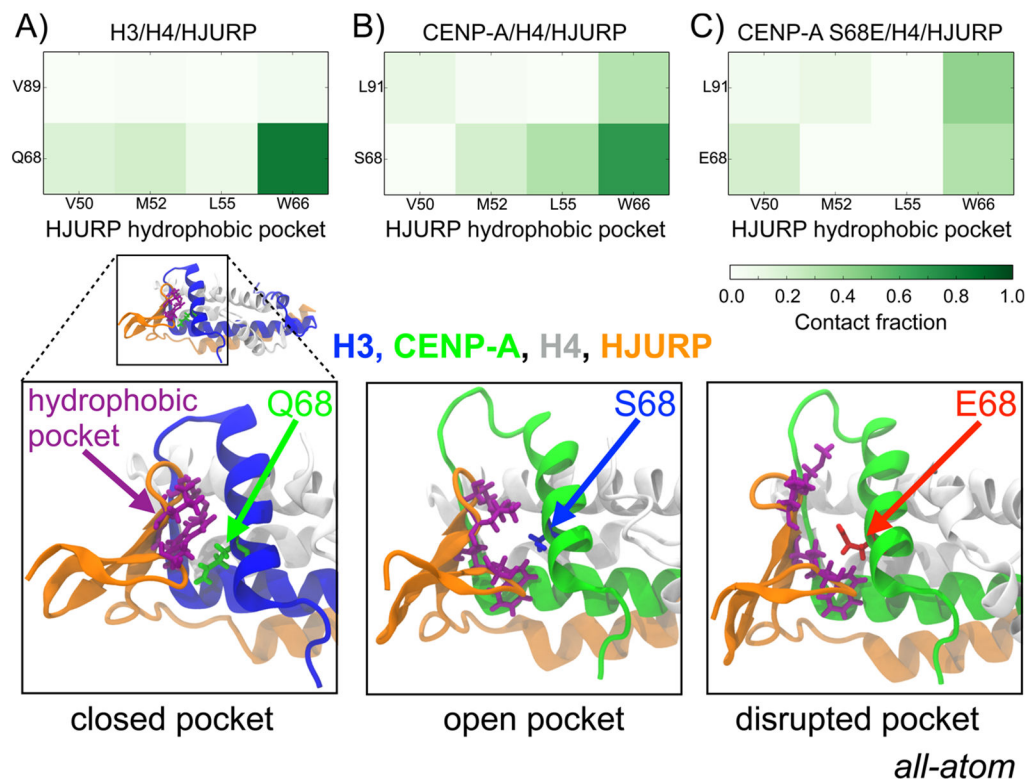 A) H3/H4/HJURP
V89
Q68
V50 M52 L55 W66
HJURP hydrophobic pocket
B) CENP-A/H4/HJURP
L91
S68
V50 M52 L55 W66
HJURP hydrophobic pocket
C) CENP-A S68E/H4/HJURP
L91
E68
V50 M52 L55 W66
HJURP hydrophobic pocket
0.0 0.2 0.4 0.6 0.8 1.0
Contact fraction
H3, CENP-A, H4, HJURP
hydrophobic
pocket
Q68
S68
E68
closed pocket
open pocket
disrupted pocket
all-atom